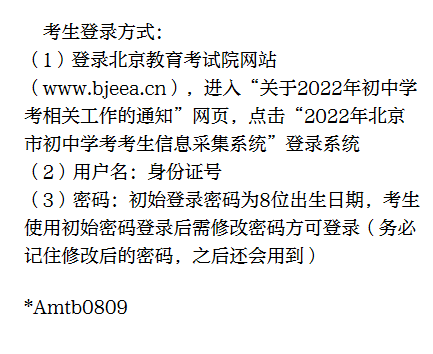 考生登录方式：
（1）登录北京教育考试院网站
（www.bjeea.cn），进入“关于2022年初中学
考相关工作的通知”网页，点击“2022年北京
市初中学考考生信息采集系统”登录系统
（2）用户名：身份证号
（3）密码：初始登录密码为8位出生日期，考生
使用初始密码登录后需修改密码方可登录（务必
记住修改后的密码，之后还会用到）
*Amtb0809